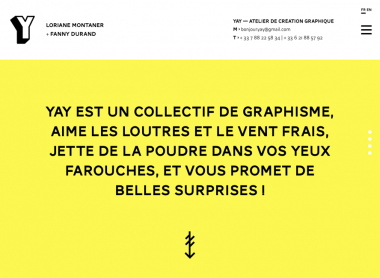 Y
LORIANE MONTANER
+ FANNY DURAND
YAY — ATELIER DE CREATION GRAPHIQUE
M • bonjouryay@gmail.com
T • + 33 7 88 22 58 34 | + 33 6 21 88 57 92
FR EN
YAY EST UN COLLECTIF DE GRAPHISME,
AIME LES LOUTRES ET LE VENT FRAIS,
JETTE DE LA POUDRE DANS VOS YEUX
FAROUCHES, ET VOUS PROMET DE
BELLES SURPRISES !